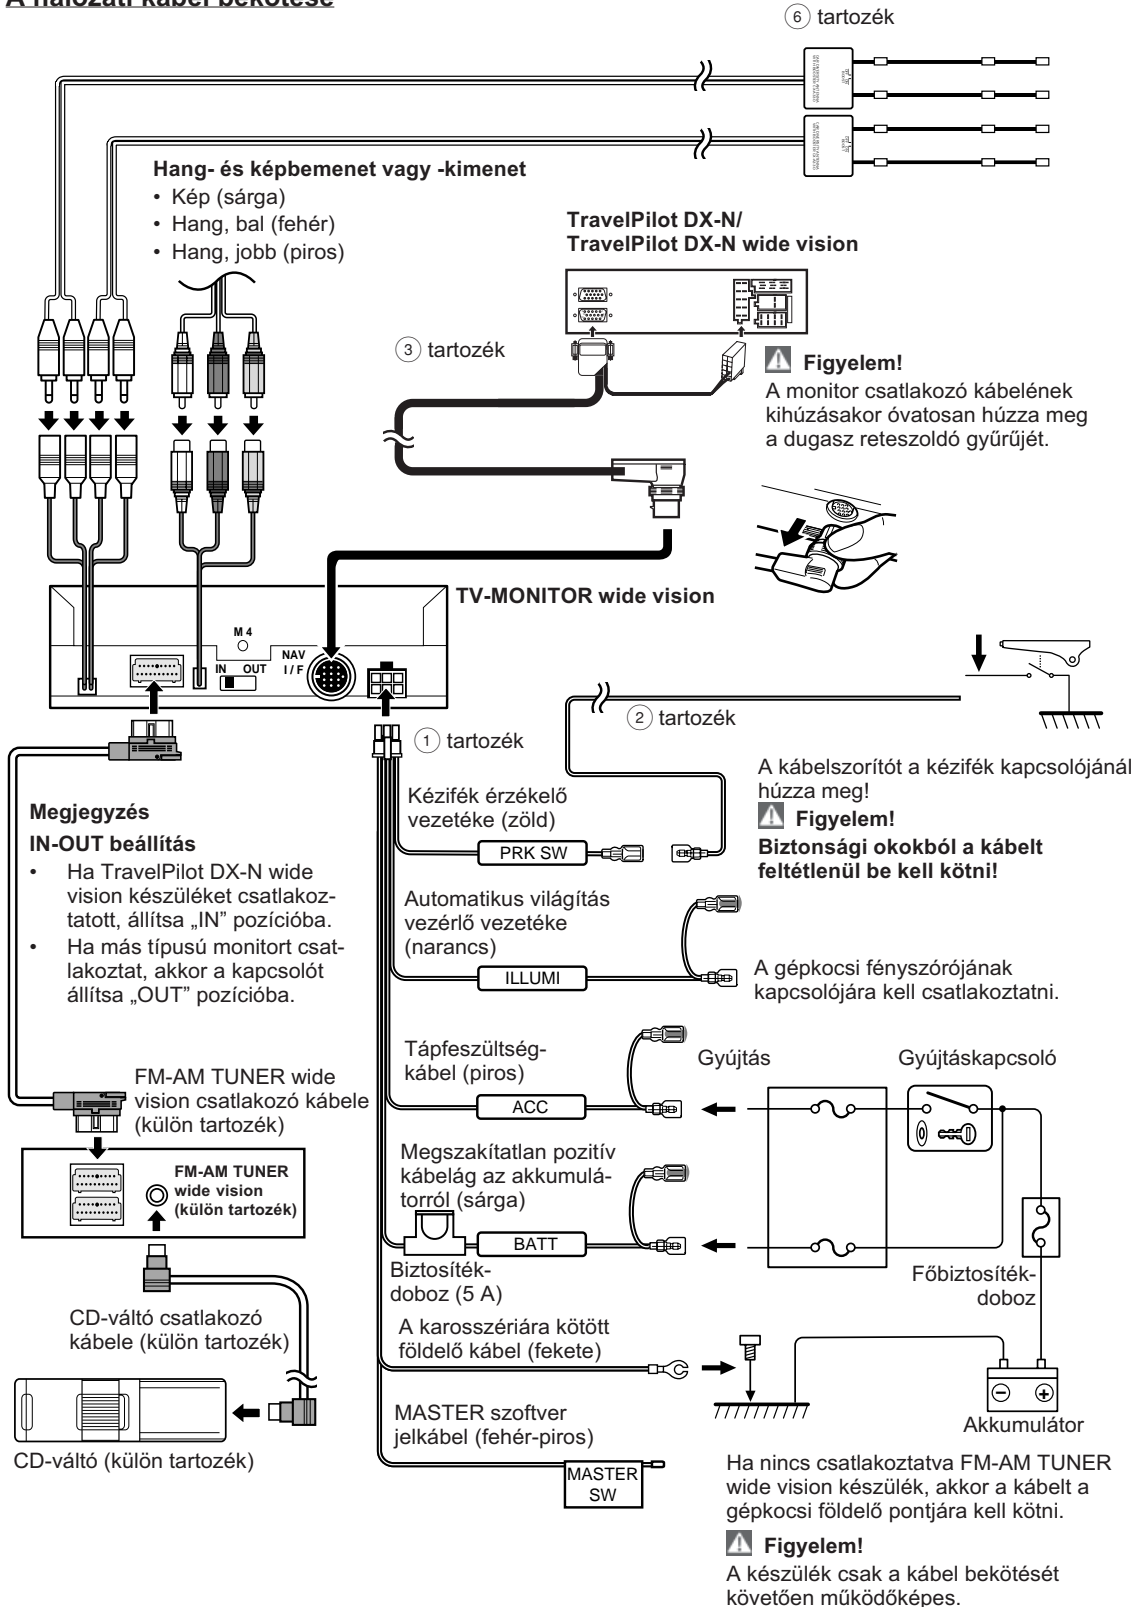 A hálózati kábel bekötése
6 tartozék
Hang- és képbemenet vagy -kimenet
• Kép (sárga)
• Hang, bal (fehér)
• Hang, jobb (piros)
TravelPilot DX-N/
TravelPilot DX-N wide vision
3 tartozék
Figyelem!
A monitor csatlakozó kábelének
kihúzásakor óvatosan húzza meg
a dugasz reteszoldó gyűrűjét.
TV-MONITOR wide vision
M 4
IN OUT
NAV
I / F
1 tartozék
2 tartozék
A kábelszorítót a kézifék kapcsolójánál
húzza meg!
Figyelem!
Biztonsági okokból a kábelt
feltétlenül be kell kötni!
Megjegyzés
IN-OUT beállítás
• Ha TravelPilot DX-N wide
vision készüléket csatlakoz-
tatott, állítsa „IN” pozícióba.
• Ha más típusú monitort csat-
lakoztat, akkor a kapcsolót
állítsa „OUT” pozícióba.
Kézifék érzékelő
vezetéke (zöld)
PRK SW
Automatikus világítás
vezérlő vezetéke
(narancs)
ILLUMI
A gépkocsi fényszórójának
kapcsolójára kell csatlakoztatni.
Tápfeszültség-
kábel (piros)
ACC
Gyújtás
Gyújtáskapcsoló
FM-AM TUNER wide
vision csatlakozó kábele
(külön tartozék)
FM-AM TUNER
wide vision
(külön tartozék)
Megszakítatlan pozitív
kábelág az akkumulá-
torról (sárga)
BATT
Biztosíték-
doboz (5 A)
Főbiztosíték-
doboz
CD-váltó csatlakozó
kábele (külön tartozék)
A karosszériára kötött
földelő kábel (fekete)
Akkumulátor
CD-váltó (külön tartozék)
MASTER szoftver
jelkábel (fehér-piros)
MASTER
SW
Ha nincs csatlakoztatva FM-AM TUNER
wide vision készülék, akkor a kábelt a
gépkocsi földelő pontjára kell kötni.
Figyelem!
A készülék csak a kábel bekötését
követően működőképes.